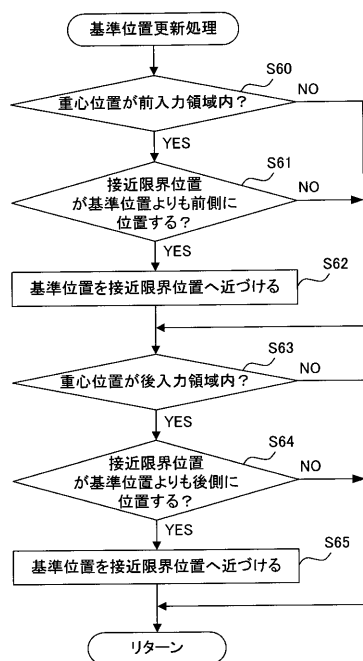 基準位置更新処理
S60
重心位置が前入力領域内？
NO
YES
S61
接近限界位置
が基準位置よりも前側に
位置する？
NO
YES
S62
基準位置を接近限界位置へ近づける
S63
重心位置が後入力領域内？
NO
YES
S64
接近限界位置
が基準位置よりも後側に
位置する？
NO
YES
S65
基準位置を接近限界位置へ近づける
リターン